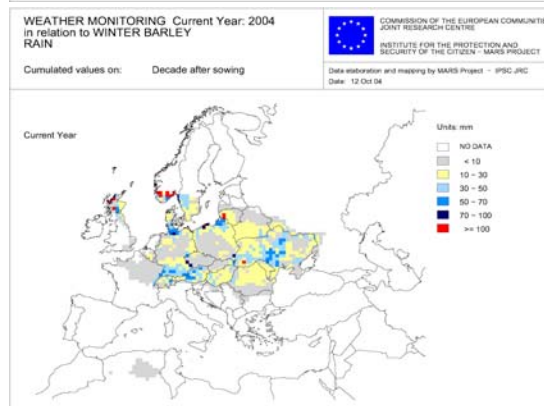 WEATHER MONITORING Current Year: 2004
in relation to WINTER BARLEY
RAIN
Cumulated values on: Decade after sowing
COMMISSION OF THE EUROPEAN COMMUNITIE
JOINT RESEARCH CENTRE
INSTITUTE FOR THE PROTECTION AND
SECURITY OF THE CITIZEN - MARS PROJECT
Data elaboration and mapping by MARS Project - IPSC JRC
Date: 12 Oct 04
Current Year
Units: mm
NO DATA
< 10
10 - 30
30 - 50
50 - 70
70 - 100
>= 100